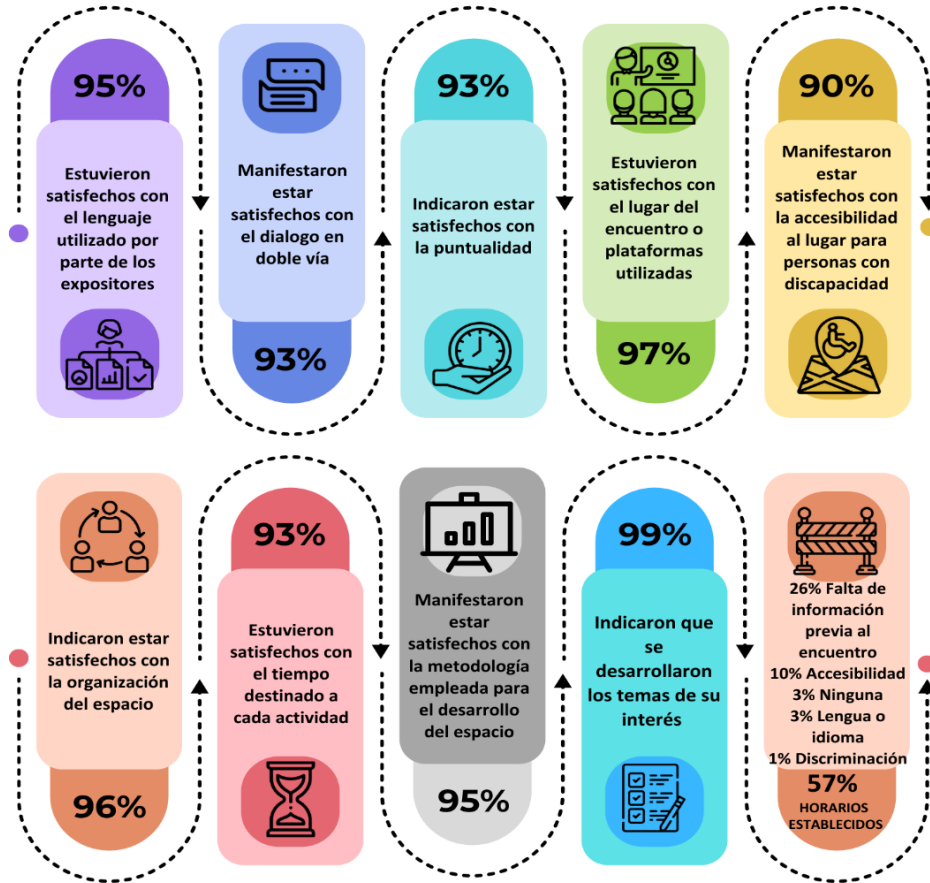 95%
Estuvieron
satisfechos con
el lenguaje
utilizado por
parte de los
expositores
Manifestaron
estar
satisfechos con
el dialogo en
doble vía
93%
93%
Indicaron estar
satisfechos con
la puntualidad
Estuvieron
satisfechos con
el lugar del
encuentro o
plataformas
utilizadas
97%
90%
Manifestaron
estar
satisfechos con
la accesibilidad
al lugar para
personas con
discapacidad
Indicaron estar
satisfechos con
la organización
del espacio
96%
93%
Estuvieron
satisfechos con
el tiempo
destinado a
cada actividad
Manifestaron
estar
satisfechos con
la metodología
empleada para
el desarrollo
del espacio
95%
99%
Indicaron que
se
desarrollaron
los temas de su
interés
26% Falta de
información
previa al
encuentro
10% Accesibilidad
3% Ninguna
3% Lengua o
idioma
1% Discriminación
57%
HORARIOS
ESTABLECIDOS